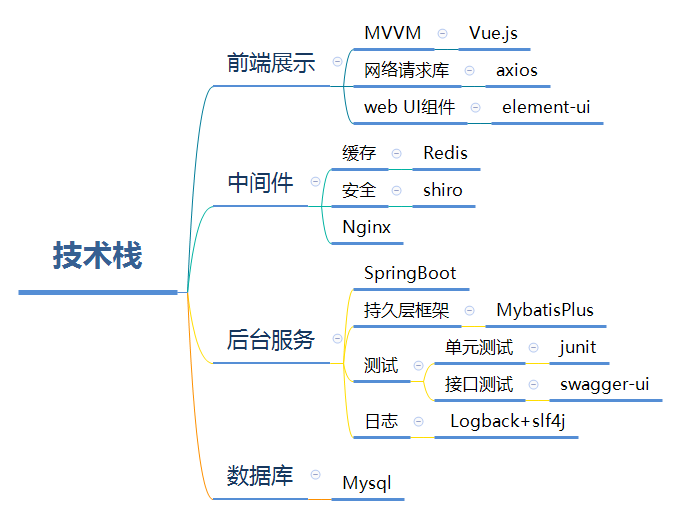 技术栈
前端展示
MVVM
Vue.js
网络请求库
axios
web UI组件
element-ui
中间件
缓存
Redis
安全
shiro
Nginx
后台服务
SpringBoot
持久层框架
MybatisPlus
测试
单元测试
junit
接口测试
swagger-ui
日志
Logback+slf4j
数据库
Mysql